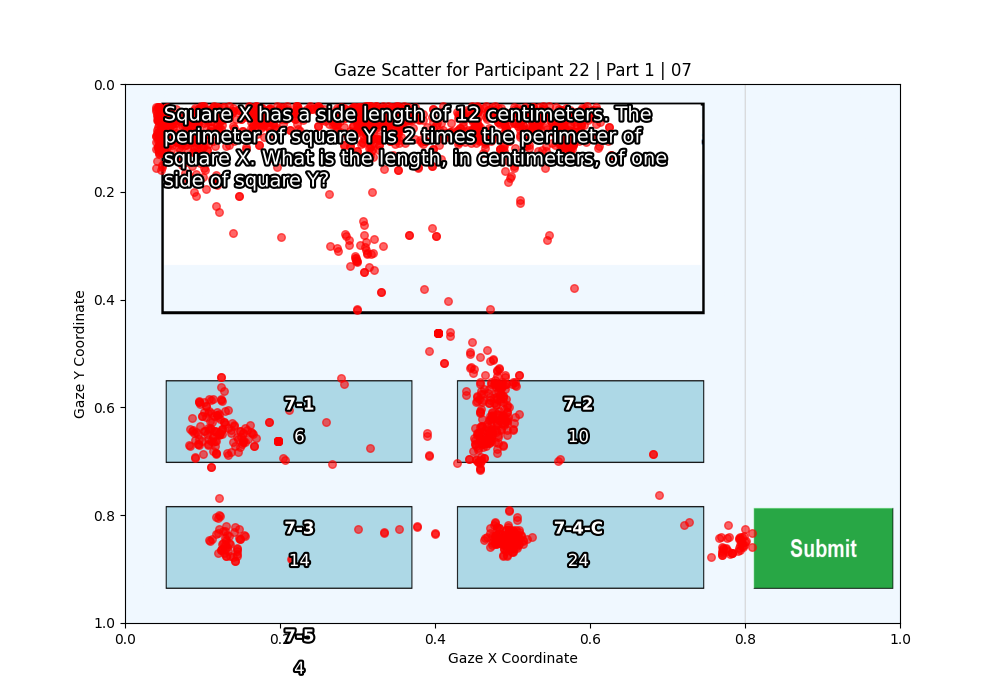 Gaze Scatter for Participant 22 | Part 1 | 07
0.0
Square X has a side length of 12 centimeters. The
perimeter of square Y is 2 times the perimeter of
square X. What is the length, in centimeters, of one
side of square Y?
0.2
0.4
Gaze Y Coordinate
0.6
7-1
6
7-2
10
0.8
7-3
14
7-4-C
24
Submit
1.0
0.0
0.2
0.4
0.6
0.8
1.0
7-5
4
Gaze X Coordinate